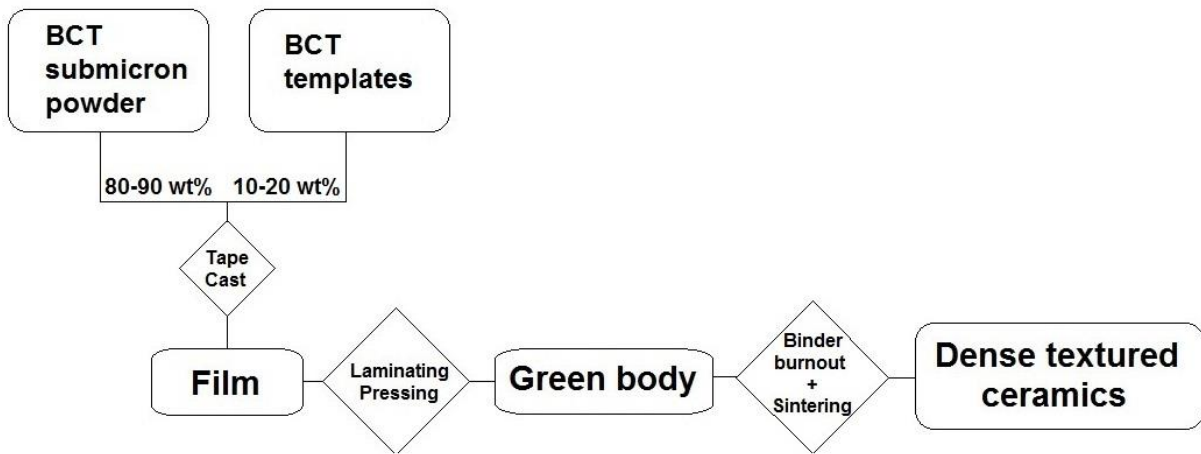 BCT
submicron
powder
BCT
templates
80-90 wt%
10-20 wt%
Tape
Cast
Film
Laminating
Pressing
Green body
Binder
burnout
+
Sintering
Dense textured
ceramics